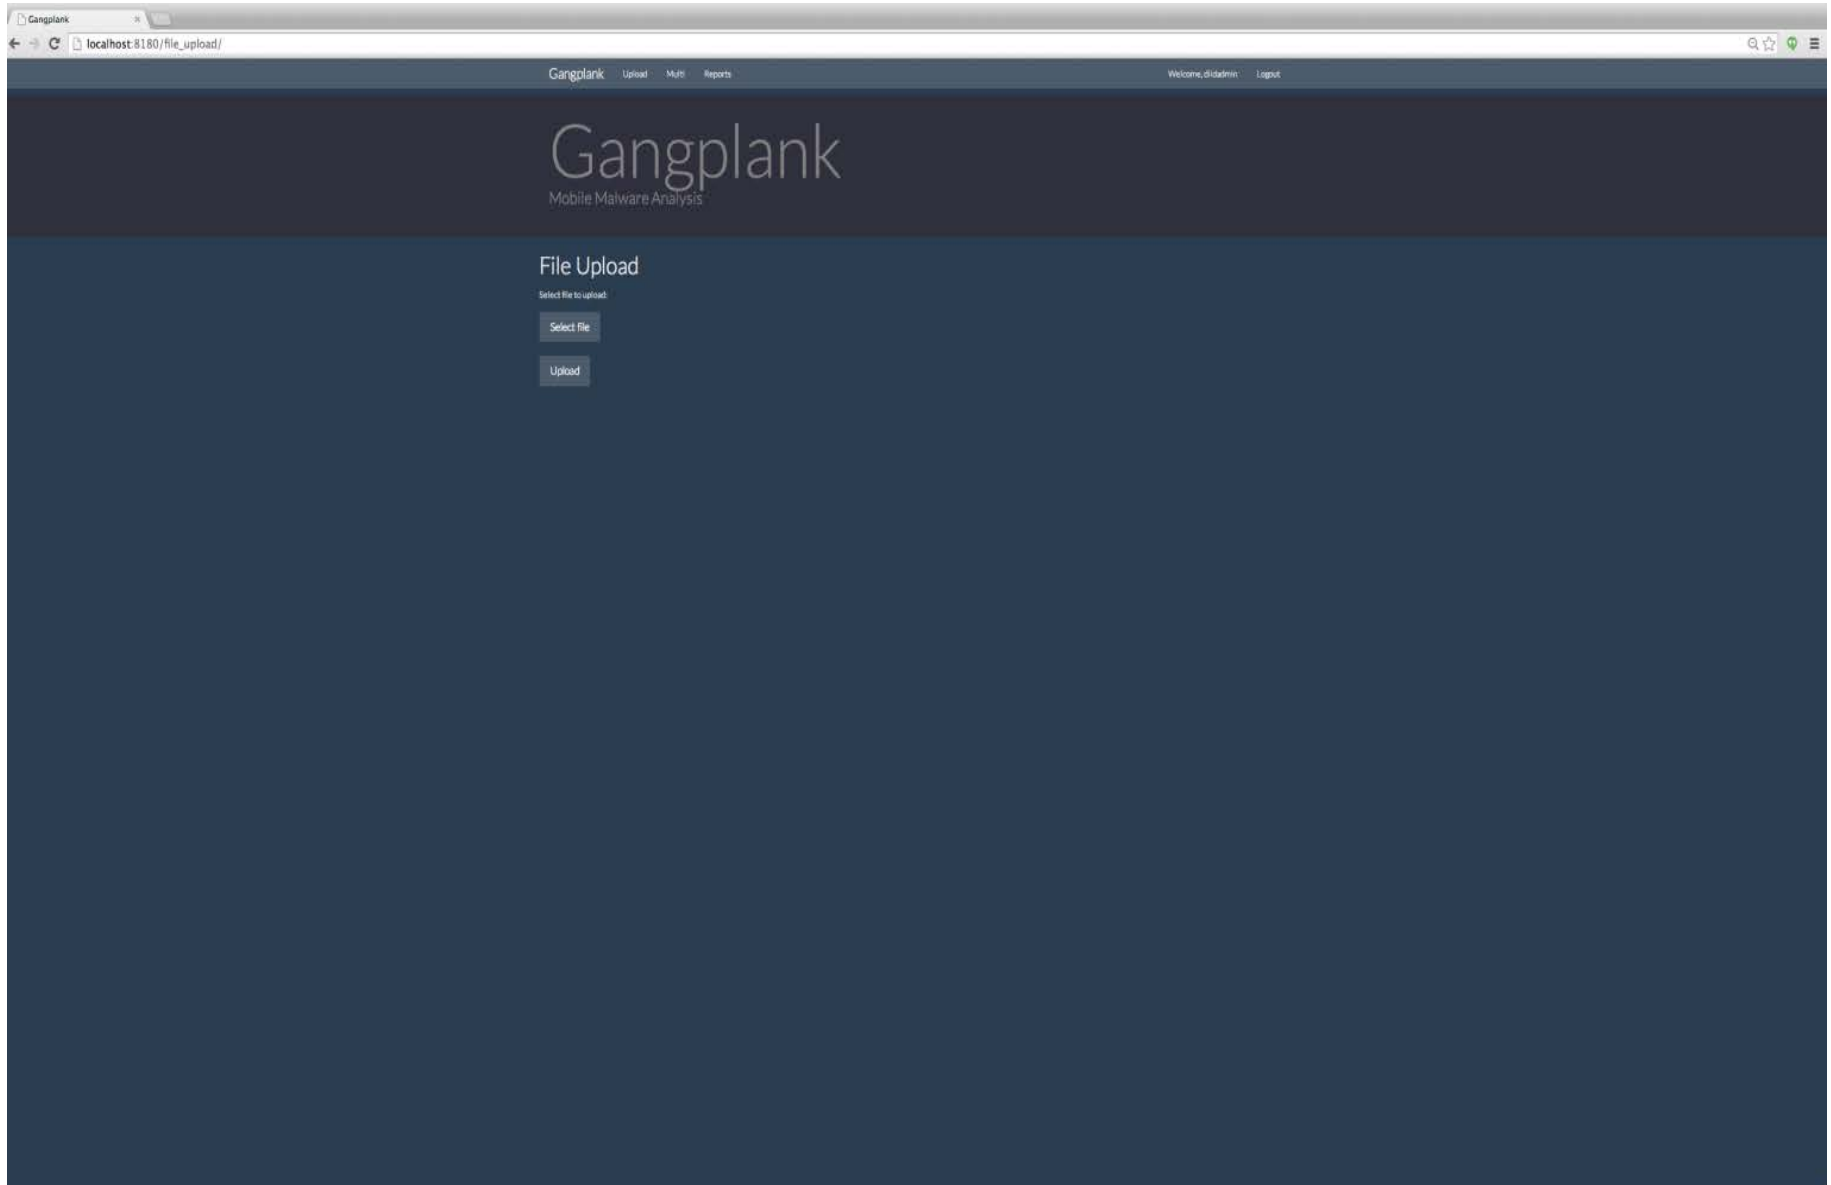 Gangplank
localhost:8180/file_upload/
Gangplank Upload Multi Reports Welcome, Logout
Gangplank
Mobile Malware Analysis
File Upload
Select file to upload:
Select file
Upload